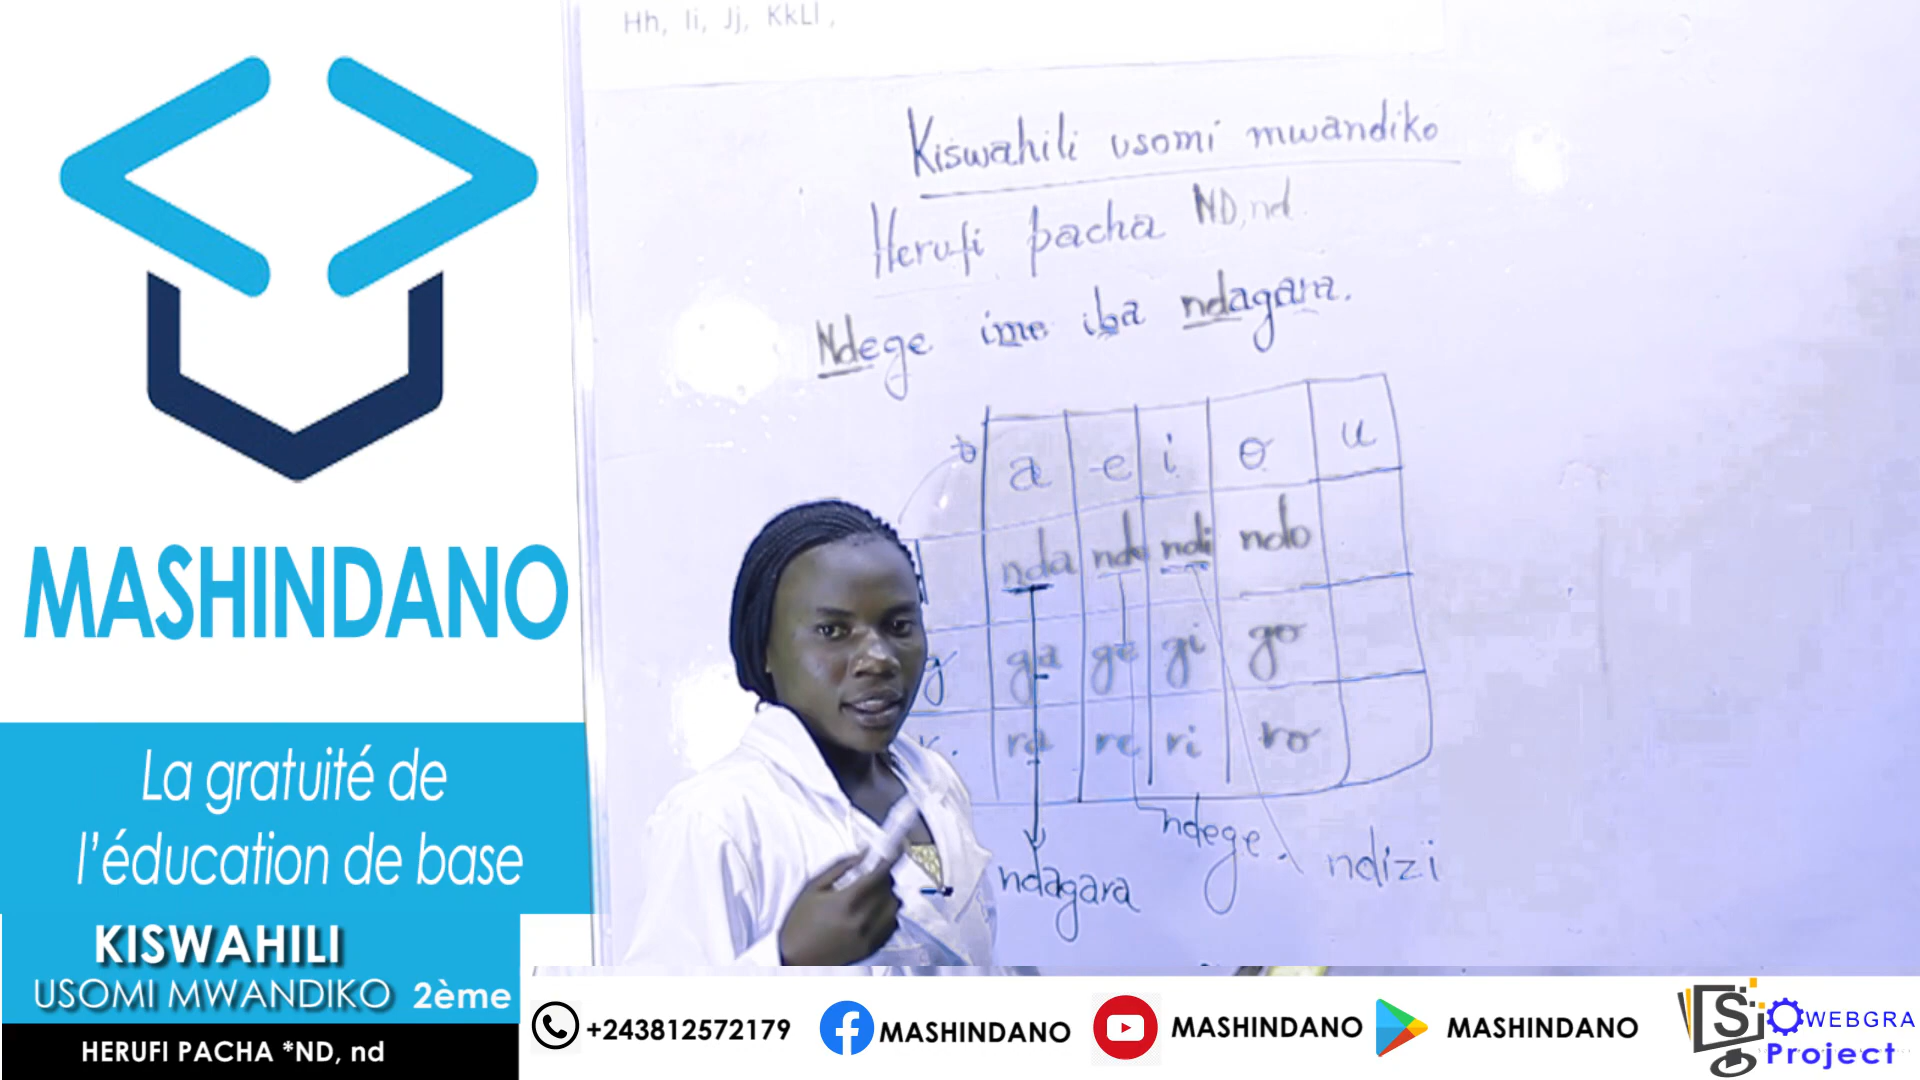 Hh, Ii, Jj, KkLl,
Kiswahili usomi mwandiko
Herufi pacha ND, nd
Ndege ime iba ndagara.
a e i o u
nda nde ndi ndo
g ga ge gi go
r. ra re ri ro
ndege.
ndizi
ndagara
MASHINDANO
La gratuité de
l'éducation de base
KISWAHILI
USOMI MWANDIKO 2ème
HERUFI PACHA *ND, nd
+243812572179
MASHINDANO
MASHINDANO
MASHINDANO
WEBGRA
Project